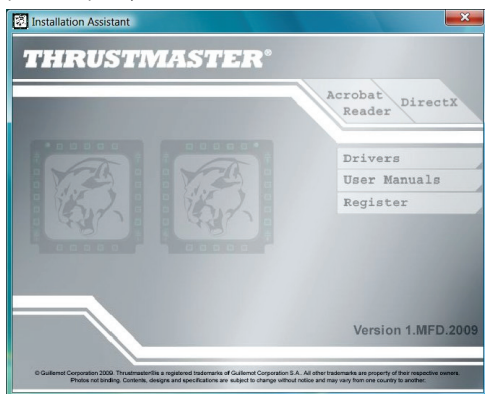 Installation Assistant
THRUSTMASTER®
Acrobat
Reader
DirectX
Drivers
User Manuals
Register
Version 1.MFD.2009
© Guillemot Corporation 2009. Thrustmaster® is a registered trademarks of Guillemot Corporation S.A.. All other trademarks are property of their respective owners.
Photos not binding. Contents, designs and specifications are subject to change without notice and may vary from one country to another.